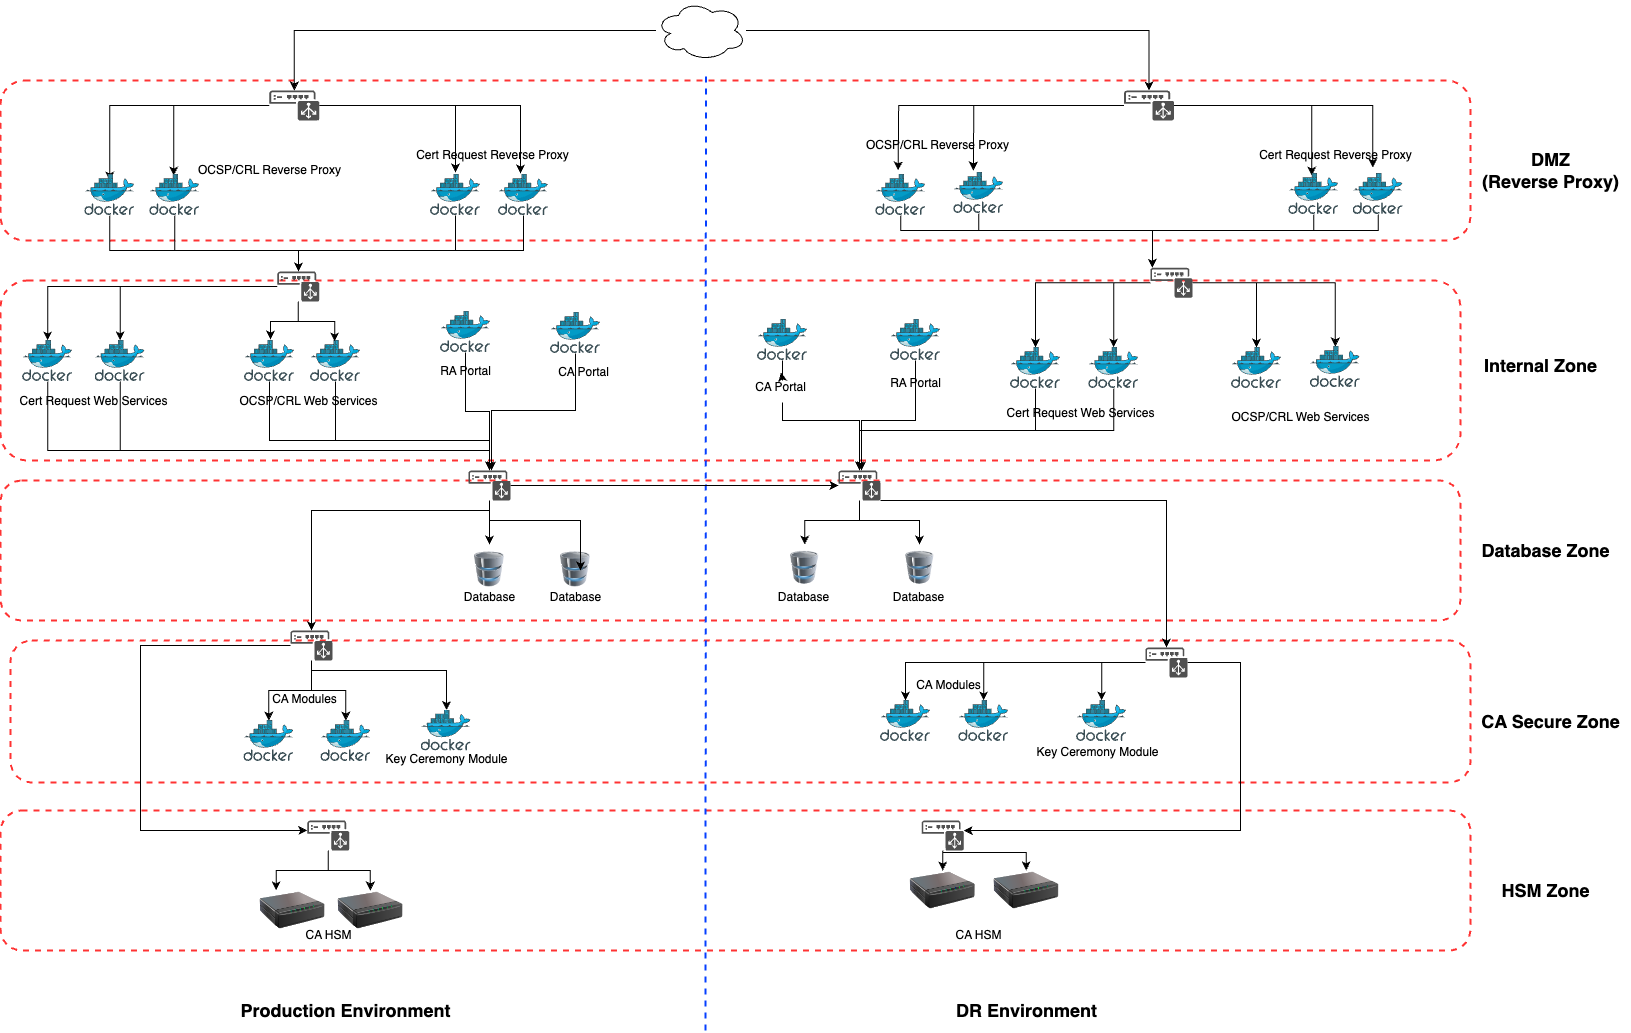 OCSP/CRL Reverse Proxy
Cert Request Reverse Proxy
OCSP/CRL Reverse Proxy
Cert Request Reverse Proxy
DMZ
(Reverse Proxy)
docker
docker
docker
docker
docker
docker
docker
docker
docker
docker
docker
docker
docker
docker
RA Portal
CA Portal
Cert Request Web Services
OCSP/CRL Web Services
docker
docker
CA Portal
RA Portal
docker
docker
docker
docker
Cert Request Web Services
OCSP/CRL Web Services
Internal Zone
Database
Database
Database
Database
Database Zone
CA Modules
docker
docker
docker
Key Ceremony Module
CA Modules
docker
docker
docker
Key Ceremony Module
CA Secure Zone
CA HSM
CA HSM
HSM Zone
Production Environment
DR Environment